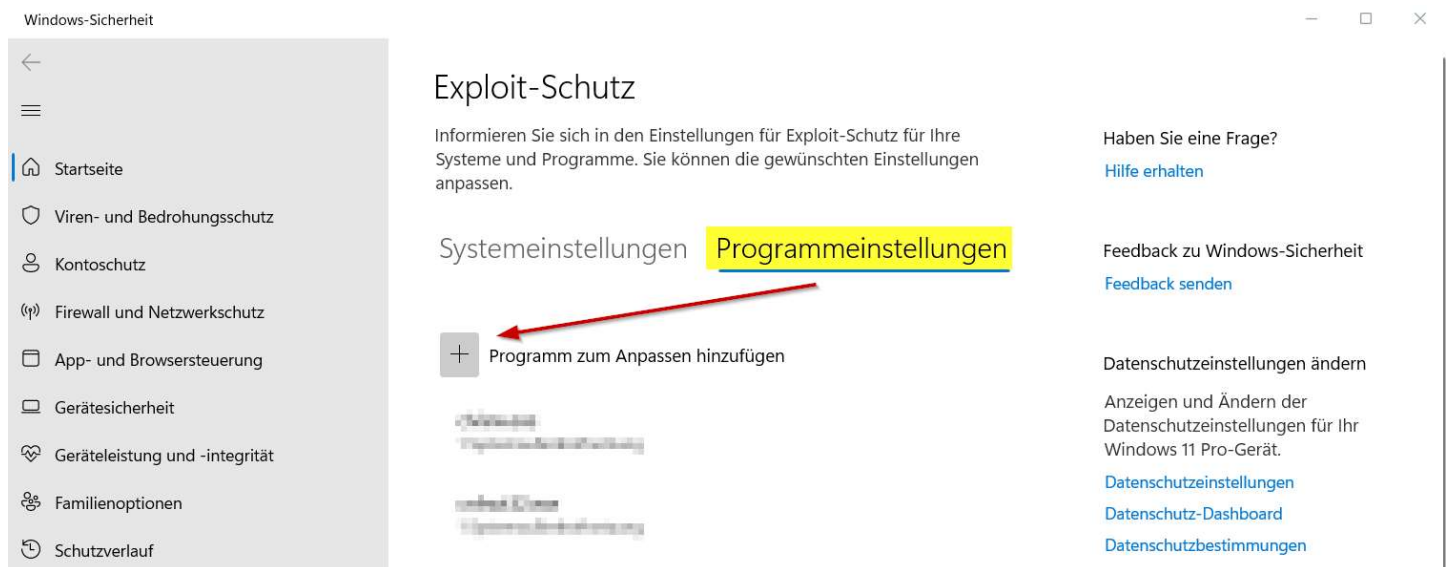 Windows-Sicherheit
Startseite
Viren- und Bedrohungsschutz
Kontoschutz
Firewall und Netzwerkschutz
App- und Browsersteuerung
Gerätesicherheit
Geräteleistung und -integrität
Familienoptionen
Schutzverlauf
Exploit-Schutz
Informieren Sie sich in den Einstellungen für Exploit-Schutz für Ihre
Systeme und Programme. Sie können die gewünschten Einstellungen
anpassen.
Systemeinstellungen Programmeinstellungen
Programm zum Anpassen hinzufügen
Haben Sie eine Frage?
Hilfe erhalten
Feedback zu Windows-Sicherheit
Feedback senden
Datenschutzeinstellungen ändern
Anzeigen und Ändern der
Datenschutzeinstellungen für Ihr
Windows 11 Pro-Gerät.
Datenschutzeinstellungen
Datenschutz-Dashboard
Datenschutzbestimmungen